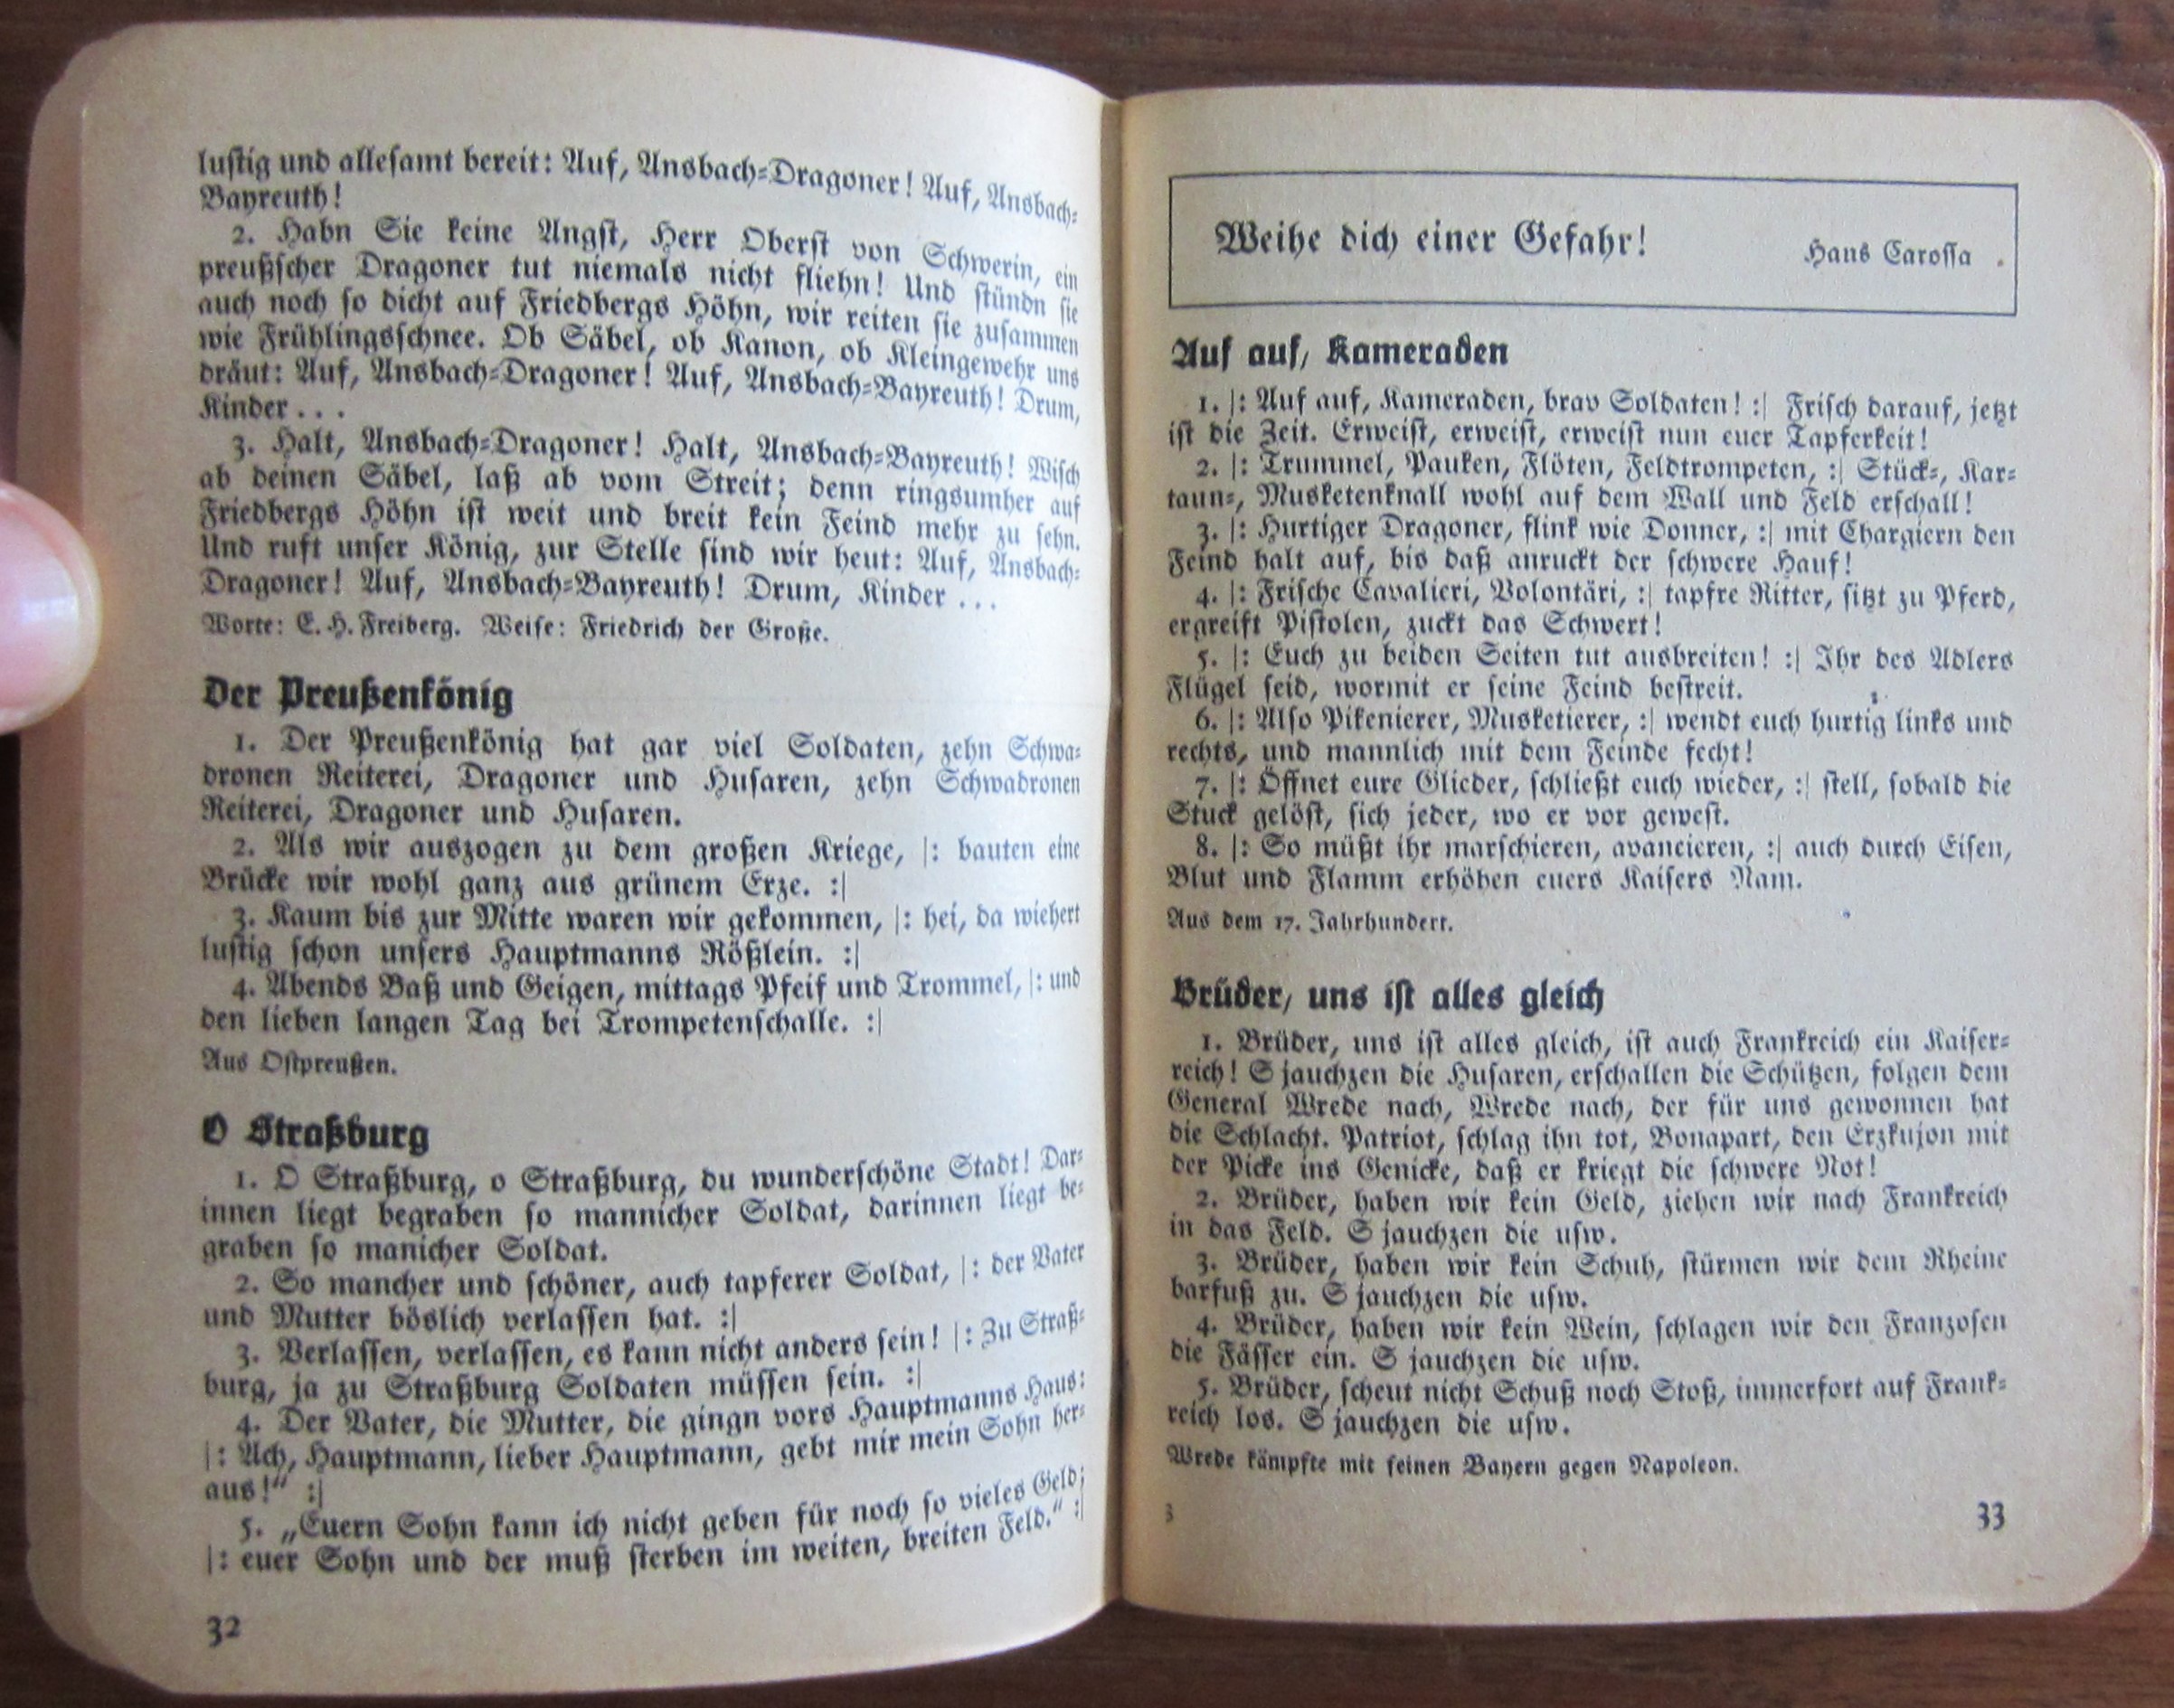 lustig und allesamt bereit: Auf, Ansbach-Dragoner! Auf, Ansbach-
Bayreuth!
2. Habn Sie keine Angst, Herr Oberst von Schwerin, ein
preußscher Dragoner tut niemals nicht fliehn! Und stündn sie
auch noch so dicht auf Friedbergs Höhn, wir reiten sie zusammen
wie Frühlingsschnee. Ob Säbel, ob Kanon, ob Kleingewehr uns
dräut: Auf, Ansbach-Dragoner! Auf, Ansbach-Bayreuth! Drum,
Kinder . . .
3. Halt, Ansbach-Dragoner! Halt, Ansbach-Bayreuth! Wisch
ab deinen Säbel, laß ab vom Streit; denn ringsumher auf
Friedbergs Höhn ist weit und breit kein Feind mehr zu sehn.
Und ruft unser König, zur Stelle sind wir heut: Auf, Ansbach-
Dragoner! Auf, Ansbach-Bayreuth! Drum, Kinder . . .
Worte: E. H. Freiberg. Weise: Friedrich der Große.
Der Preußenkönig
1. Der Preußenkönig hat gar viel Soldaten, zehn Schwa-
dronen Reiterei, Dragoner und Husaren, zehn Schwadronen
Reiterei, Dragoner und Husaren.
2. Als wir auszogen zu dem großen Kriege, |: bauten eine
Brücke wir wohl ganz aus grünem Erze. :|
3. Kaum bis zur Mitte waren wir gekommen, |: hei, da wiehert
lustig schon unsers Hauptmanns Rößlein. :|
4. Abends Baß und Geigen, mittags Pfeif und Trommel, |: und
den lieben langen Tag bei Trompetenschalle. :|
Aus Ostpreußen.
O Straßburg
1. O Straßburg, o Straßburg, du wunderschöne Stadt! Dar-
innen liegt begraben so mannicher Soldat, darinnen liegt be-
graben so manicher Soldat.
2. So mancher und schöner, auch tapferer Soldat, |: der Vater
und Mutter böslich verlassen hat. :|
3. Verlassen, verlassen, es kann nicht anders sein! |: Zu Straß-
burg, ja zu Straßburg Soldaten müssen sein. :|
4. Der Vater, die Mutter, die gingn vors Hauptmanns Haus:
|: Ach, Hauptmann, lieber Hauptmann, gebt mir mein Sohn her-
aus!“ :|
5. „Euern Sohn kann ich nicht geben für noch so vieles Geld;
|: euer Sohn und der muß sterben im weiten, breiten Feld.“ :|
32
Weihe dich einer Gefahr! Hans Carossa
Auf auf, Kameraden
1. |: Auf auf, Kameraden, brav Soldaten! :| Frisch darauf, jetzt
ist die Zeit. Erweist, erweist, erweist nun euer Tapferkeit!
2. |: Trummel, Pauken, Flöten, Feldtrompeten, :| Stück-, Kar-
taun-, Musketenknall wohl auf dem Wall und Feld erschall!
3. |: Hurtiger Dragoner, flink wie Donner, :| mit Chargiern den
Feind halt auf, bis daß anruckt der schwere Hauf!
4. |: Frische Cavalieri, Volontäri, :| tapfre Ritter, sitzt zu Pferd,
ergreift Pistolen, zuckt das Schwert!
5. |: Euch zu beiden Seiten tut ausbreiten! :| Ihr des Adlers
Flügel seid, wormit er seine Feind bestreit.
6. |: Also Pikenierer, Musketierer, :| wendt euch hurtig links und
rechts, und mannlich mit dem Feinde fecht!
7. |: Öffnet eure Glieder, schließt euch wieder, :| stell, sobald die
Stuck gelöst, sich jeder, wo er vor gewest.
8. |: So müßt ihr marschieren, avancieren, :| auch durch Eisen,
Blut und Flamm erhöhen euers Kaisers Nam.
Aus dem 17. Jahrhundert.
Brüder, uns ist alles gleich
1. Brüder, uns ist alles gleich, ist auch Frankreich ein Kaiser-
reich! S jauchzen die Husaren, erschallen die Schützen, folgen dem
General Wrede nach, Wrede nach, der für uns gewonnen hat
die Schlacht. Patriot, schlag ihn tot, Bonapart, den Erzkujon mit
der Picke ins Genicke, daß er kriegt die schwere Not!
2. Brüder, haben wir kein Geld, ziehen wir nach Frankreich
in das Feld. S jauchzen die usw.
3. Brüder, haben wir kein Schuh, stürmen wir dem Rheine
barfuß zu. S jauchzen die usw.
4. Brüder, haben wir kein Wein, schlagen wir den Franzosen
die Fässer ein. S jauchzen die usw.
5. Brüder, scheut nicht Schuß noch Stoß, immerfort auf Frank-
reich los. S jauchzen die usw.
Wrede kämpfte mit seinen Bayern gegen Napoleon.
3 33